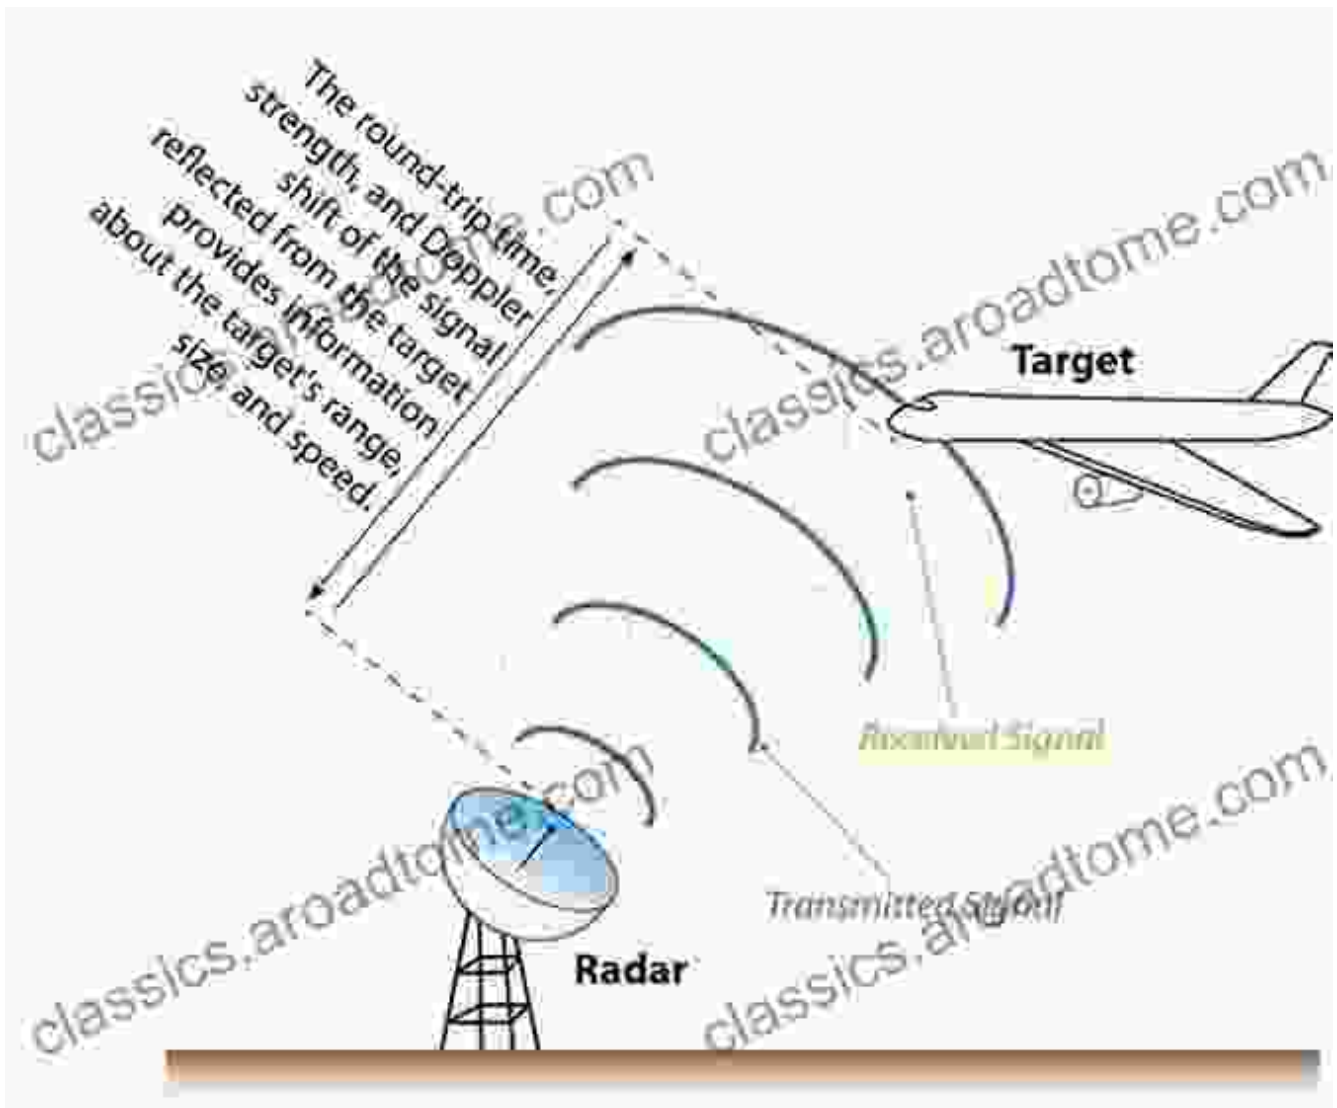 The round-trip time,
strength, and Doppler
shift of the signal
reflected from the target
provides information
about the target's range,
size, and speed.
Target
Received Signal
Transmitted Signal
Radar
classics.aroadtome.com
classics.aroadtome.com
classics.aroadtome.com
classics.aroadtome.com